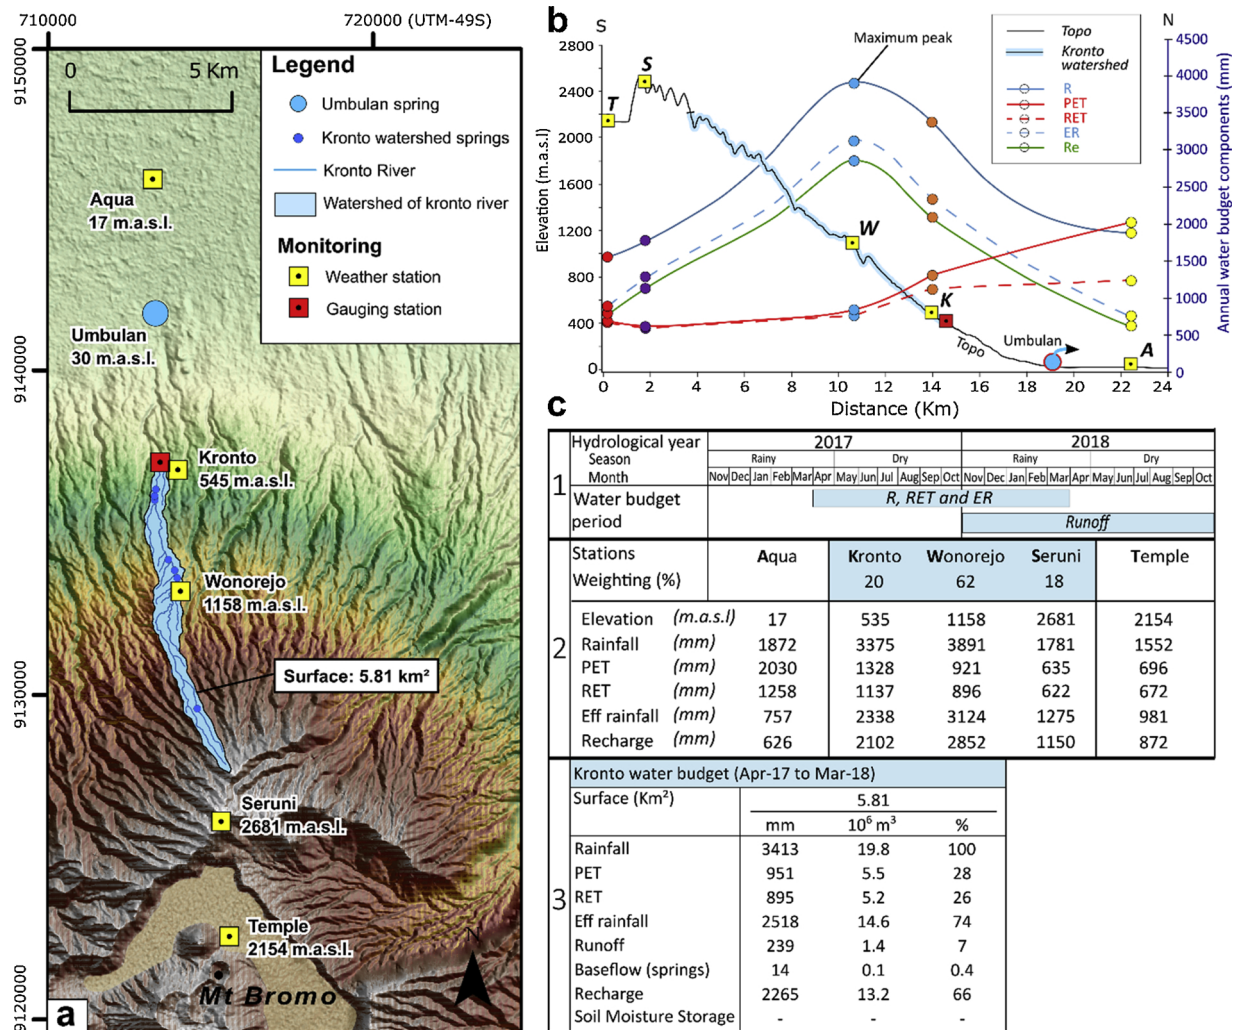 710000
720000 (UTM-49S)
9150000
9140000
9130000
9120000
0
5 Km
Legend
Umbulan spring
Kronto watershed springs
Kronto River
Watershed of kronto river
Monitoring
Weather station
Gauging station
Aqua
17 m.a.s.l.
Umbulan
30 m.a.s.l.
Kronto
545 m.a.s.l.
Wonorejo
1158 m.a.s.l.
Surface: 5.81 km²
Seruni
2681 m.a.s.l.
Temple
2154 m.a.s.l.
Mt Bromo
N
a
b
S
N
Maximum peak
Topo
Kronto
watershed
R
PET
RET
ER
Re
Elevation (m.a.s.l)
2800
2400
2000
1600
1200
800
400
0
Annual water budget components (mm)
4500
4000
3500
3000
2500
2000
1500
1000
500
0
T
S
W
K
A
Topo
Umbulan
0 2 4 6 8 10 12 14 16 18 20 22 24
Distance (Km)
c
1
Hydrological year 2017 2018
Season Rainy Dry Rainy Dry
Month Nov Dec Jan Feb Mar Apr May Jun Jul Aug Sep Oct Nov Dec Jan Feb Mar Apr May Jun Jul Aug Sep Oct
Water budget R, RET and ER
period Runoff
2
Stations Aqua Kronto Wonorejo Seruni Temple
Weighting (%) 20 62 18
Elevation (m.a.s.l) 17 535 1158 2681 2154
Rainfall (mm) 1872 3375 3891 1781 1552
PET (mm) 2030 1328 921 635 696
RET (mm) 1258 1137 896 622 672
Eff rainfall (mm) 757 2338 3124 1275 981
Recharge (mm) 626 2102 2852 1150 872
3
Kronto water budget (Apr-17 to Mar-18)
Surface (Km²) 5.81
mm 10⁶ m³ %
Rainfall 3413 19.8 100
PET 951 5.5 28
RET 895 5.2 26
Eff rainfall 2518 14.6 74
Runoff 239 1.4 7
Baseflow (springs) 14 0.1 0.4
Recharge 2265 13.2 66
Soil Moisture Storage - - -